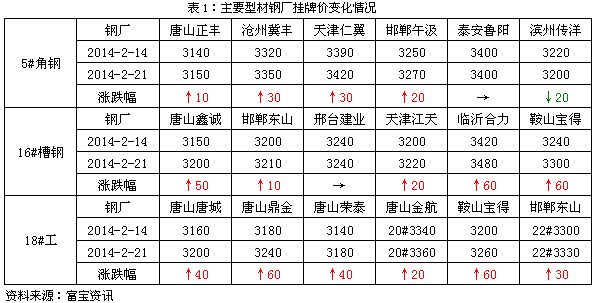 表1：主要型材钢厂挂牌价变化情况
5#角钢 钢厂 唐山正丰 沧州冀丰 天津仁翼 邯郸午汲 泰安鲁阳 滨州传洋
2014-2-14 3140 3320 3390 3250 3400 3220
2014-2-21 3150 3350 3420 3270 3400 3200
涨跌幅 ↑10 ↑30 ↑30 ↑20 → ↓20
16#槽钢 钢厂 唐山鑫诚 邯郸东山 邢台建业 天津江天 临沂合力 鞍山宝得
2014-2-14 3150 3200 3240 3200 3420 3240
2014-2-21 3200 3210 3240 3220 3480 3300
涨跌幅 ↑50 ↑10 → ↑20 ↑60 ↑60
18#工 钢厂 唐山唐城 唐山鼎金 唐山荣泰 唐山金航 鞍山宝得 邯郸东山
2014-2-14 3160 3180 3140 20#3340 3200 22#3300
2014-2-21 3200 3240 3180 20#3360 3260 22#3330
涨跌幅 ↑40 ↑60 ↑40 ↑20 ↑60 ↑30
资料来源：富宝资讯